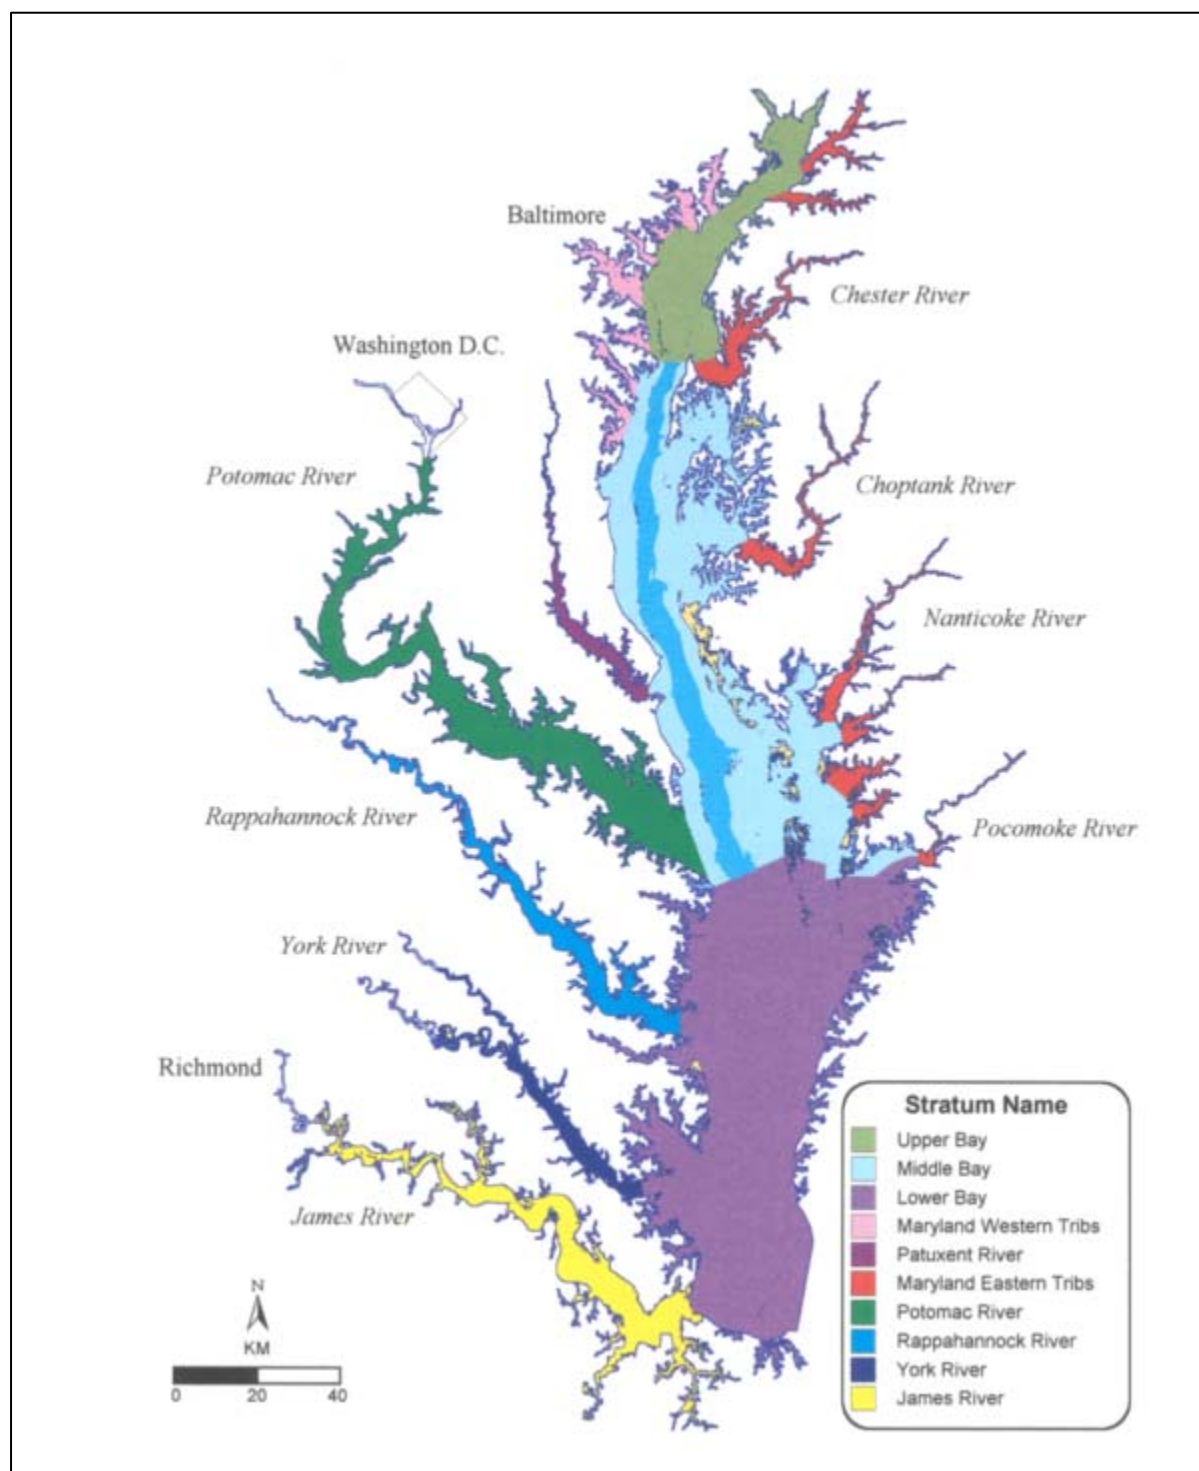 Baltimore
Chester River
Washington D.C.
Potomac River
Choptank River
Nanticoke River
Rappahannock River
Pocomoke River
York River
Richmond
James River
N
KM
0 20 40
Stratum Name
Upper Bay
Middle Bay
Lower Bay
Maryland Western Tribs
Patuxent River
Maryland Eastern Tribs
Potomac River
Rappahannock River
York River
James River